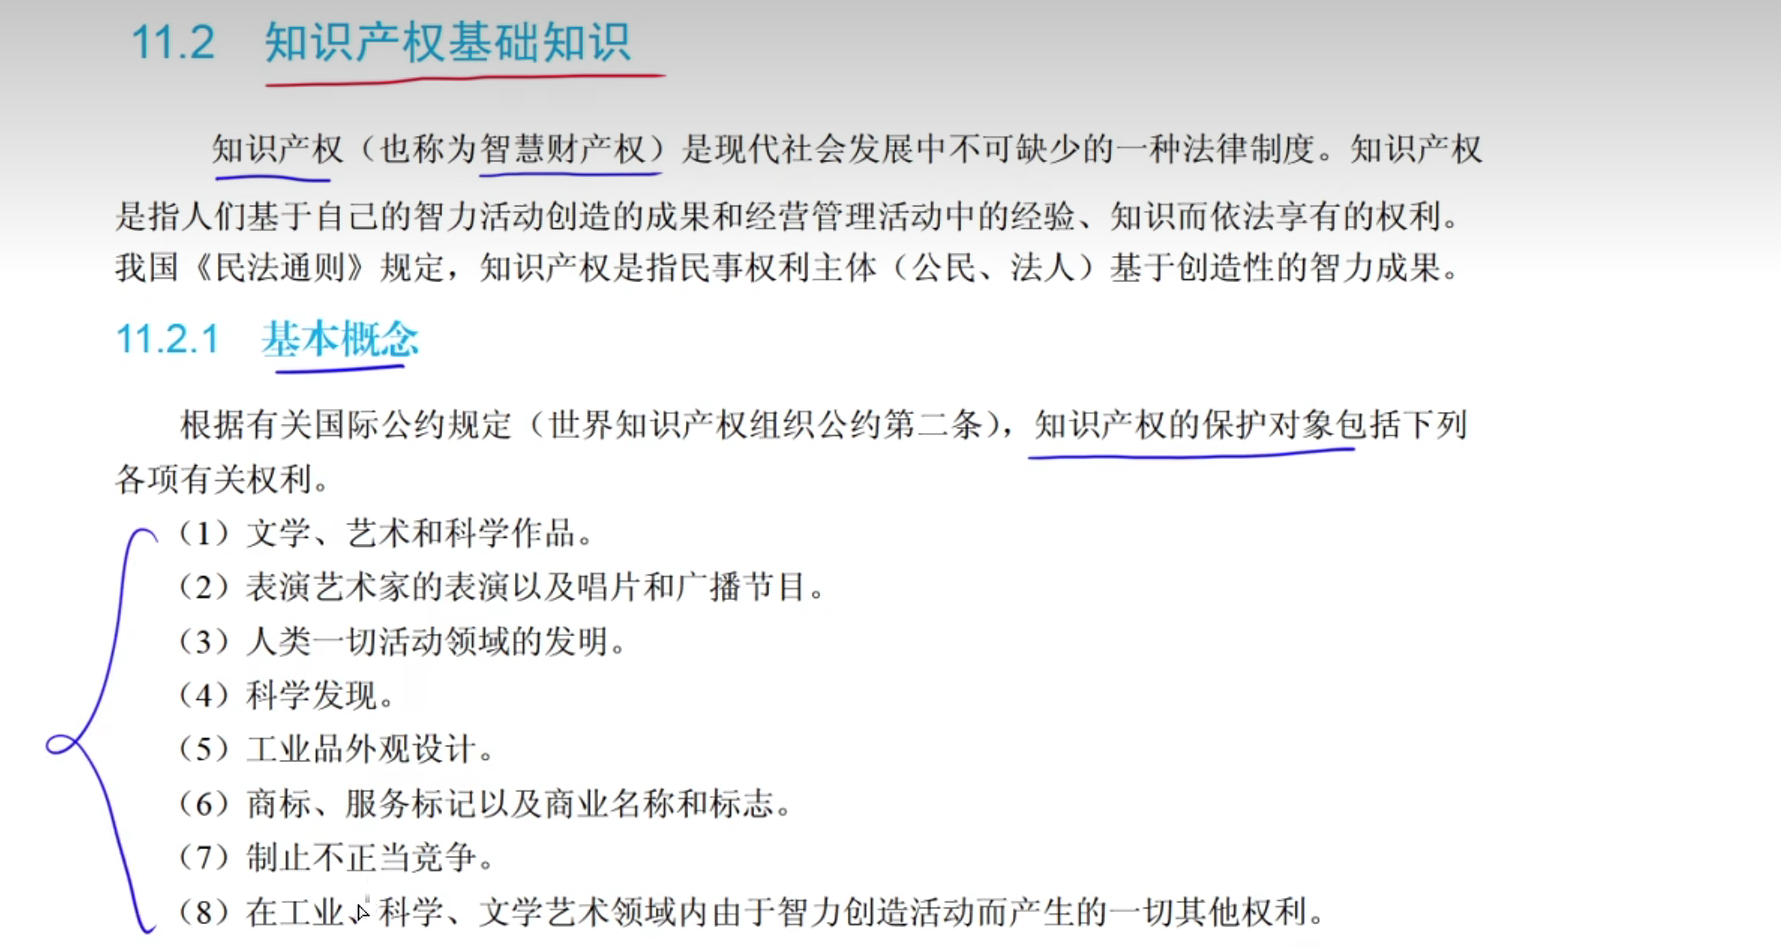 11.2 知识产权基础知识
知识产权（也称为智慧财产权）是现代社会发展中不可缺少的一种法律制度。知识产权
是指人们基于自己的智力活动创造的成果和经营管理活动中的经验、知识而依法享有的权利。
我国《民法通则》规定，知识产权是指民事权利主体（公民、法人）基于创造性的智力成果。
11.2.1 基本概念
根据有关国际公约规定（世界知识产权组织公约第二条），知识产权的保护对象包括下列
各项有关权利。
（1）文学、艺术和科学作品。
（2）表演艺术家的表演以及唱片和广播节目。
（3）人类一切活动领域的发明。
（4）科学发现。
（5）工业品外观设计。
（6）商标、服务标记以及商业名称和标志。
（7）制止不正当竞争。
（8）在工业、科学、文学艺术领域内由于智力创造活动而产生的一切其他权利。